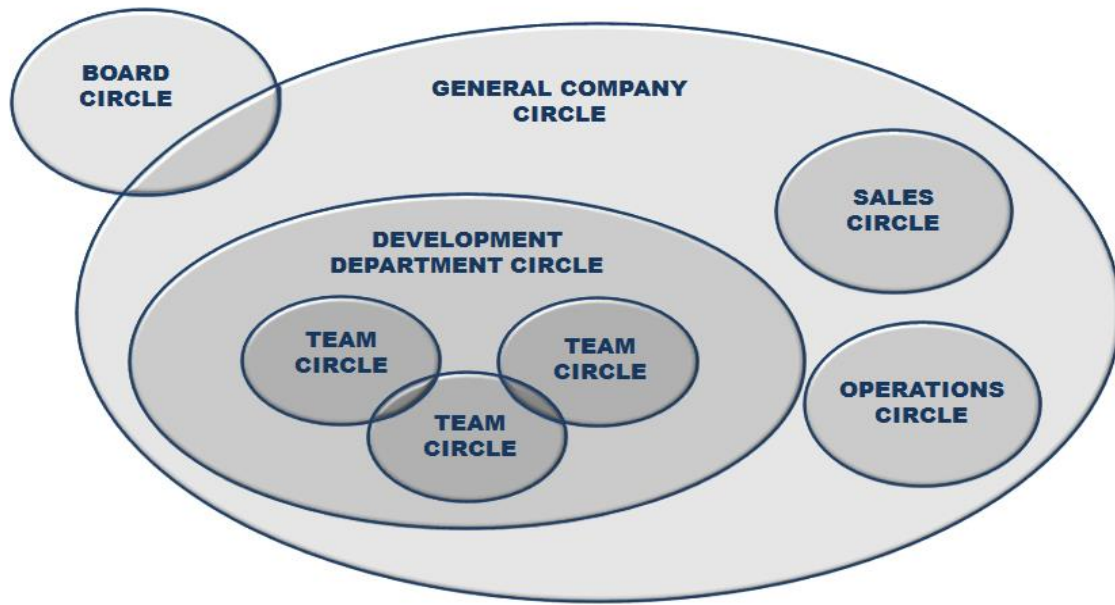 BOARD
CIRCLE
GENERAL COMPANY
CIRCLE
SALES
CIRCLE
DEVELOPMENT
DEPARTMENT CIRCLE
TEAM
CIRCLE
TEAM
CIRCLE
TEAM
CIRCLE
OPERATIONS
CIRCLE